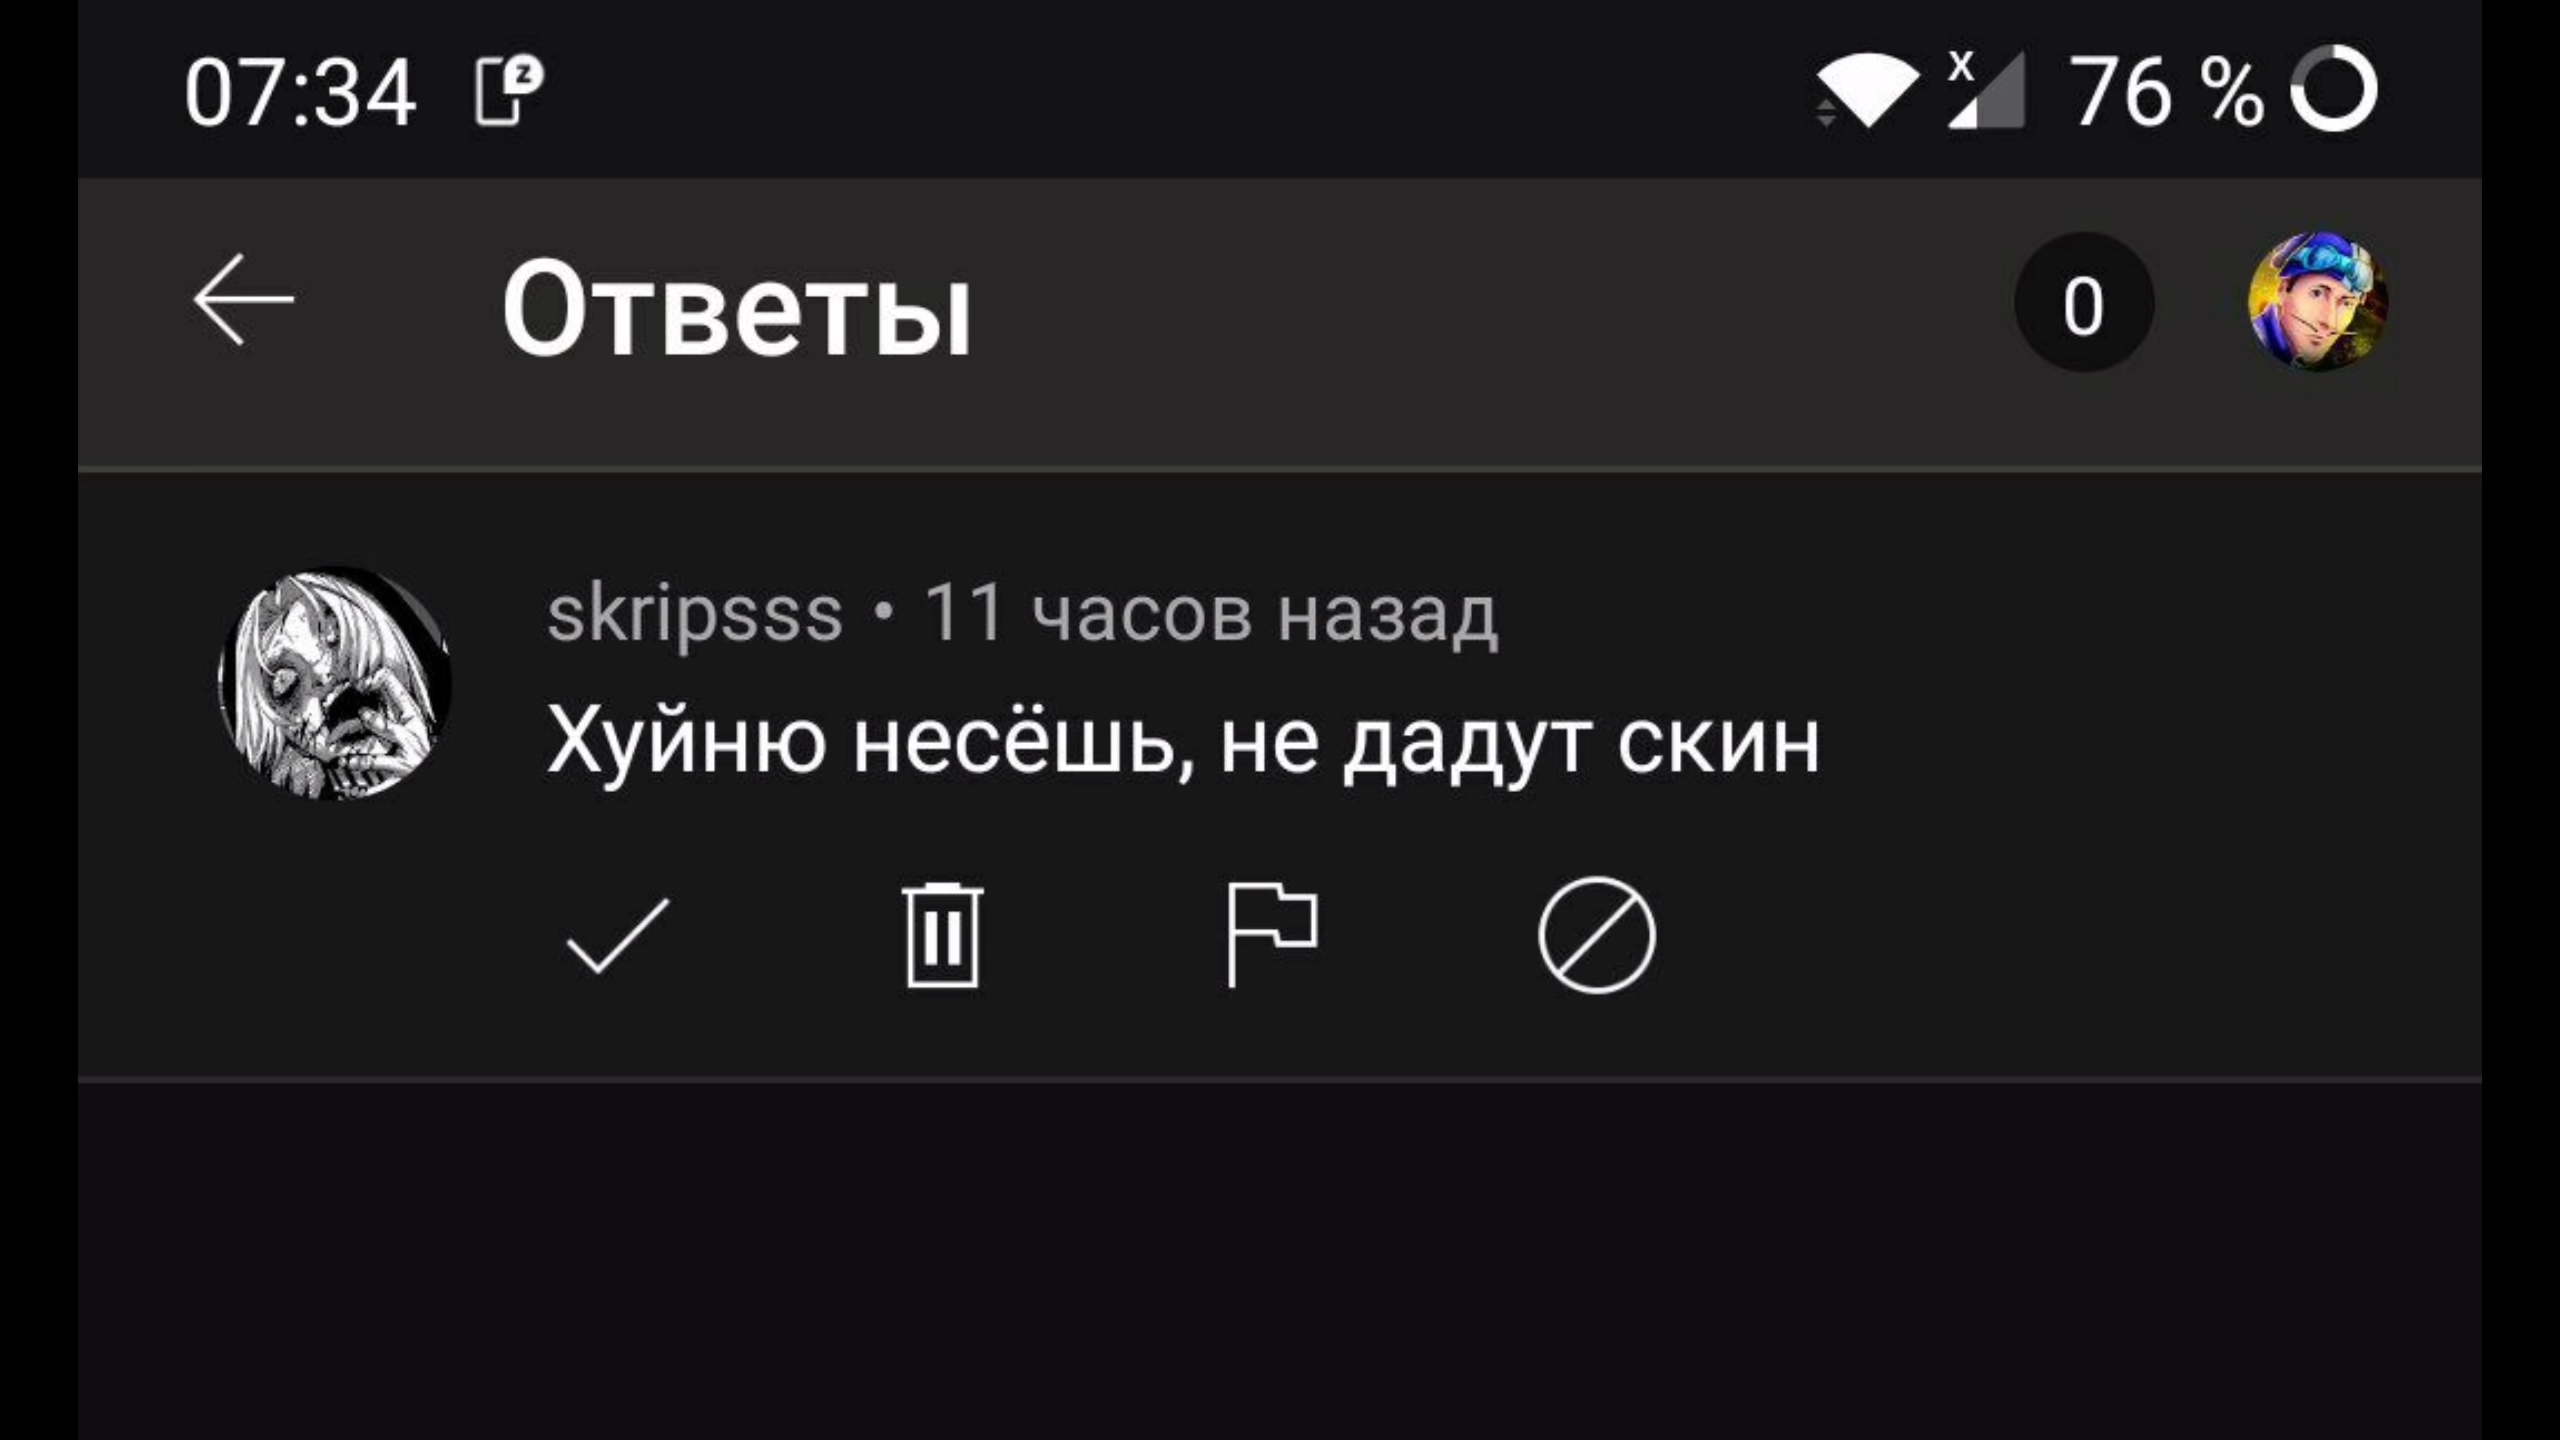 07:34 z x 76 %
Ответы 0
skripsss • 11 часов назад
Хуйню несёшь, не дадут скин